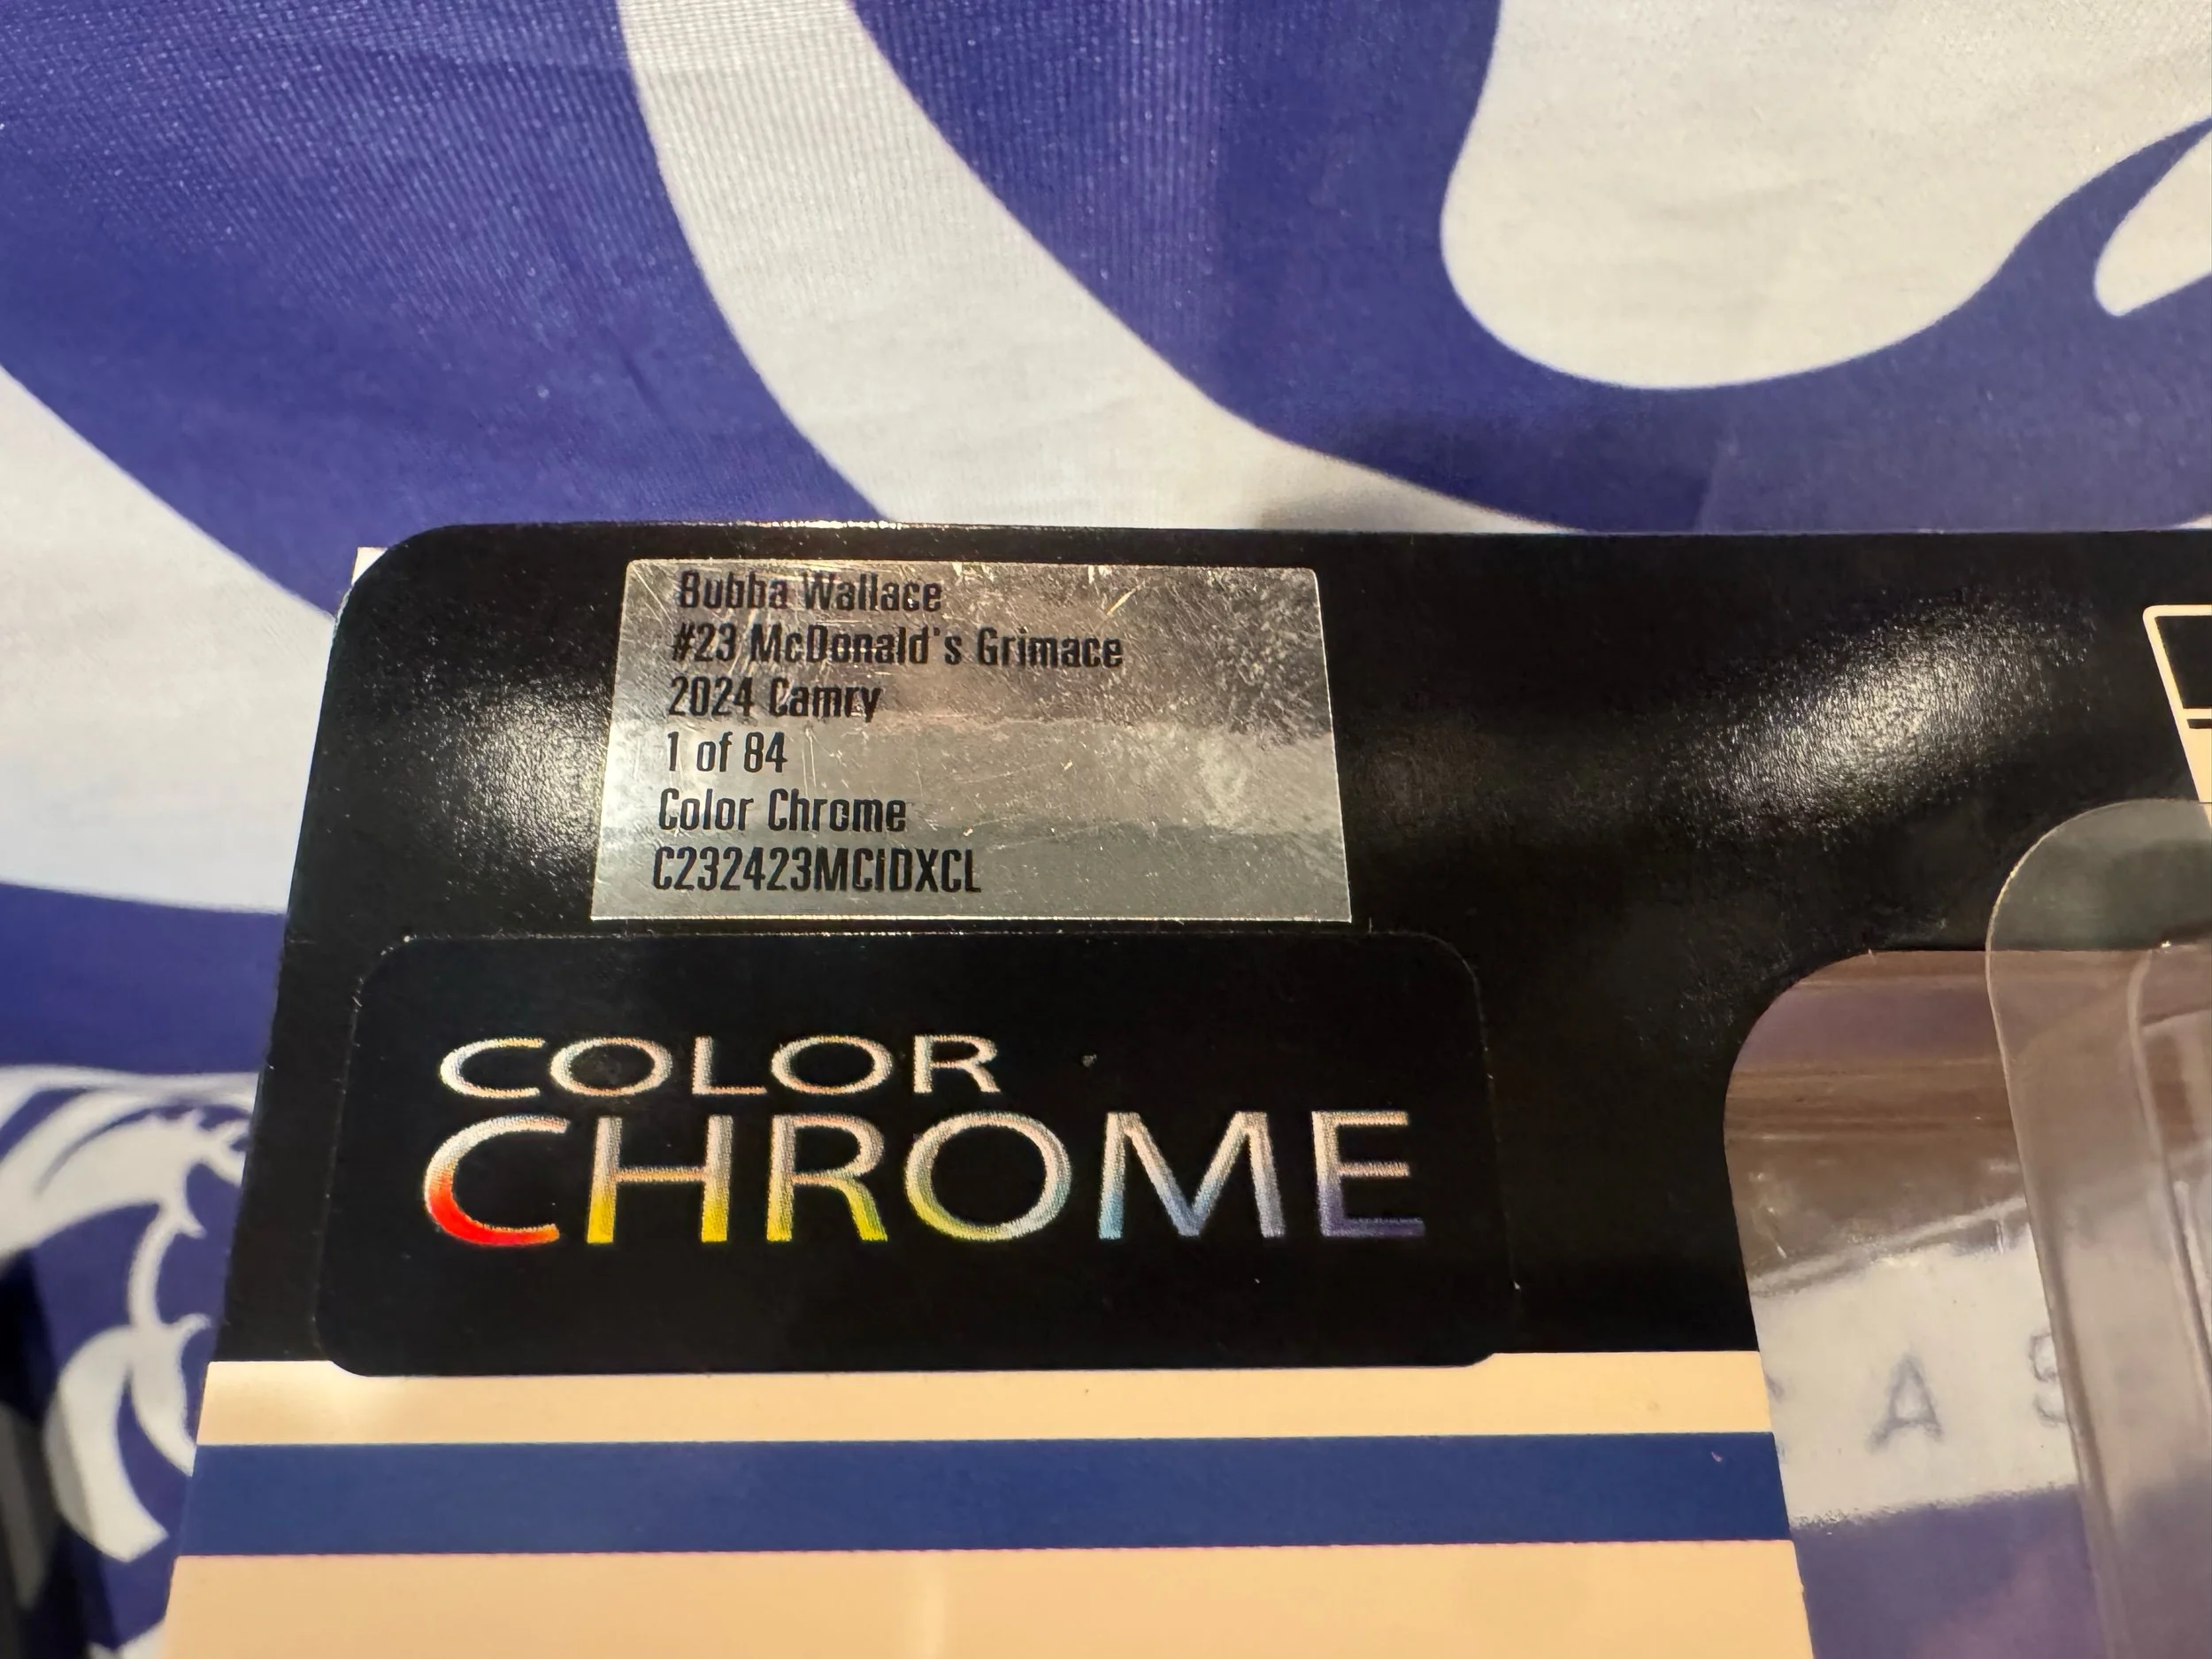 Bubba Wallace
#23 McDonald's Grimace
2024 Camry
1 of 84
Color Chrome
C232423MCIDXCL
COLOR
CHROME